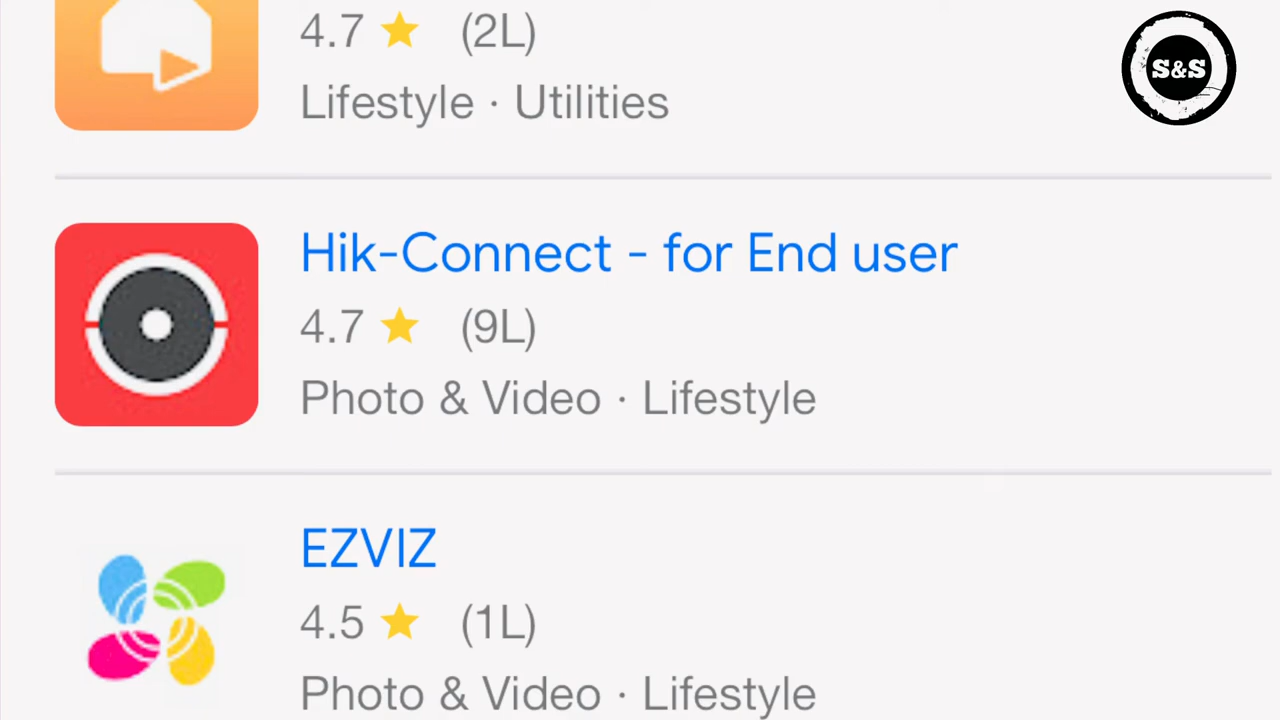 4.7 ★ (2L)
Lifestyle · Utilities
S&S
Hik-Connect - for End user
4.7 ★ (9L)
Photo & Video · Lifestyle
EZVIZ
4.5 ★ (1L)
Photo & Video · Lifestyle